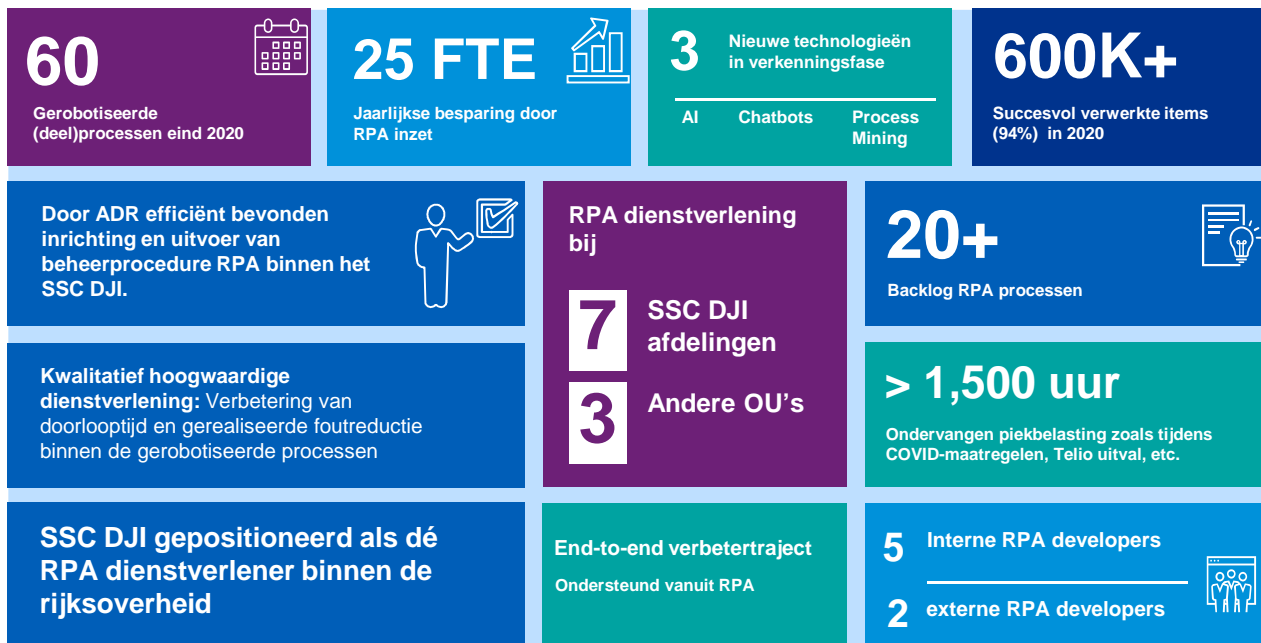 60
Gerobotiseerde
(deel)processen eind 2020
25 FTE
Jaarlijkse besparing door
RPA inzet
3
Nieuwe technologieën
in verkenningsfase
AI
Chatbots
Process
Mining
600K+
Succesvol verwerkte items
(94%) in 2020
Door ADR efficiënt bevonden
inrichting en uitvoer van
beheerprocedure RPA binnen het
SSC DJI.
RPA dienstverlening
bij
7
SSC DJI
afdelingen
3
Andere OU's
20+
Backlog RPA processen
Kwalitatief hoogwaardige
dienstverlening: Verbetering van
doorlooptijd en gerealiseerde foutreductie
binnen de gerobotiseerde processen
> 1,500 uur
Ondervangen piekbelasting zoals tijdens
COVID-maatregelen, Telio uitval, etc.
SSC DJI gepositioneerd als dé
RPA dienstverlener binnen de
rijksoverheid
End-to-end verbetertraject
Ondersteund vanuit RPA
5 Interne RPA developers
2 externe RPA developers